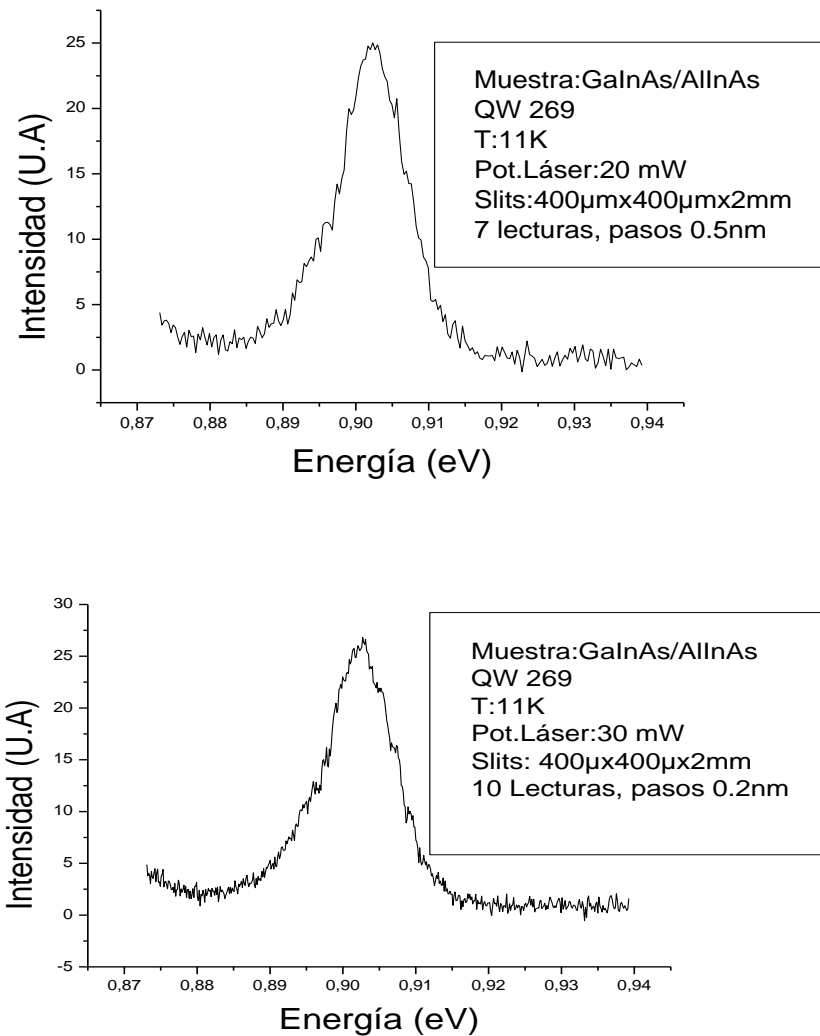 25
20
15
10
5
0
Intensidad (U.A)
Muestra:GaInAs/AlInAs
QW 269
T:11K
Pot.Láser:20 mW
Slits:400μmx400μmx2mm
7 lecturas, pasos 0.5nm
0,87 0,88 0,89 0,90 0,91 0,92 0,93 0,94
Energía (eV)
30
25
20
15
10
5
0
-5
Intensidad (U.A)
Muestra:GaInAs/AlInAs
QW 269
T:11K
Pot.Láser:30 mW
Slits: 400μx400μx2mm
10 Lecturas, pasos 0.2nm
0,87 0,88 0,89 0,90 0,91 0,92 0,93 0,94
Energía (eV)